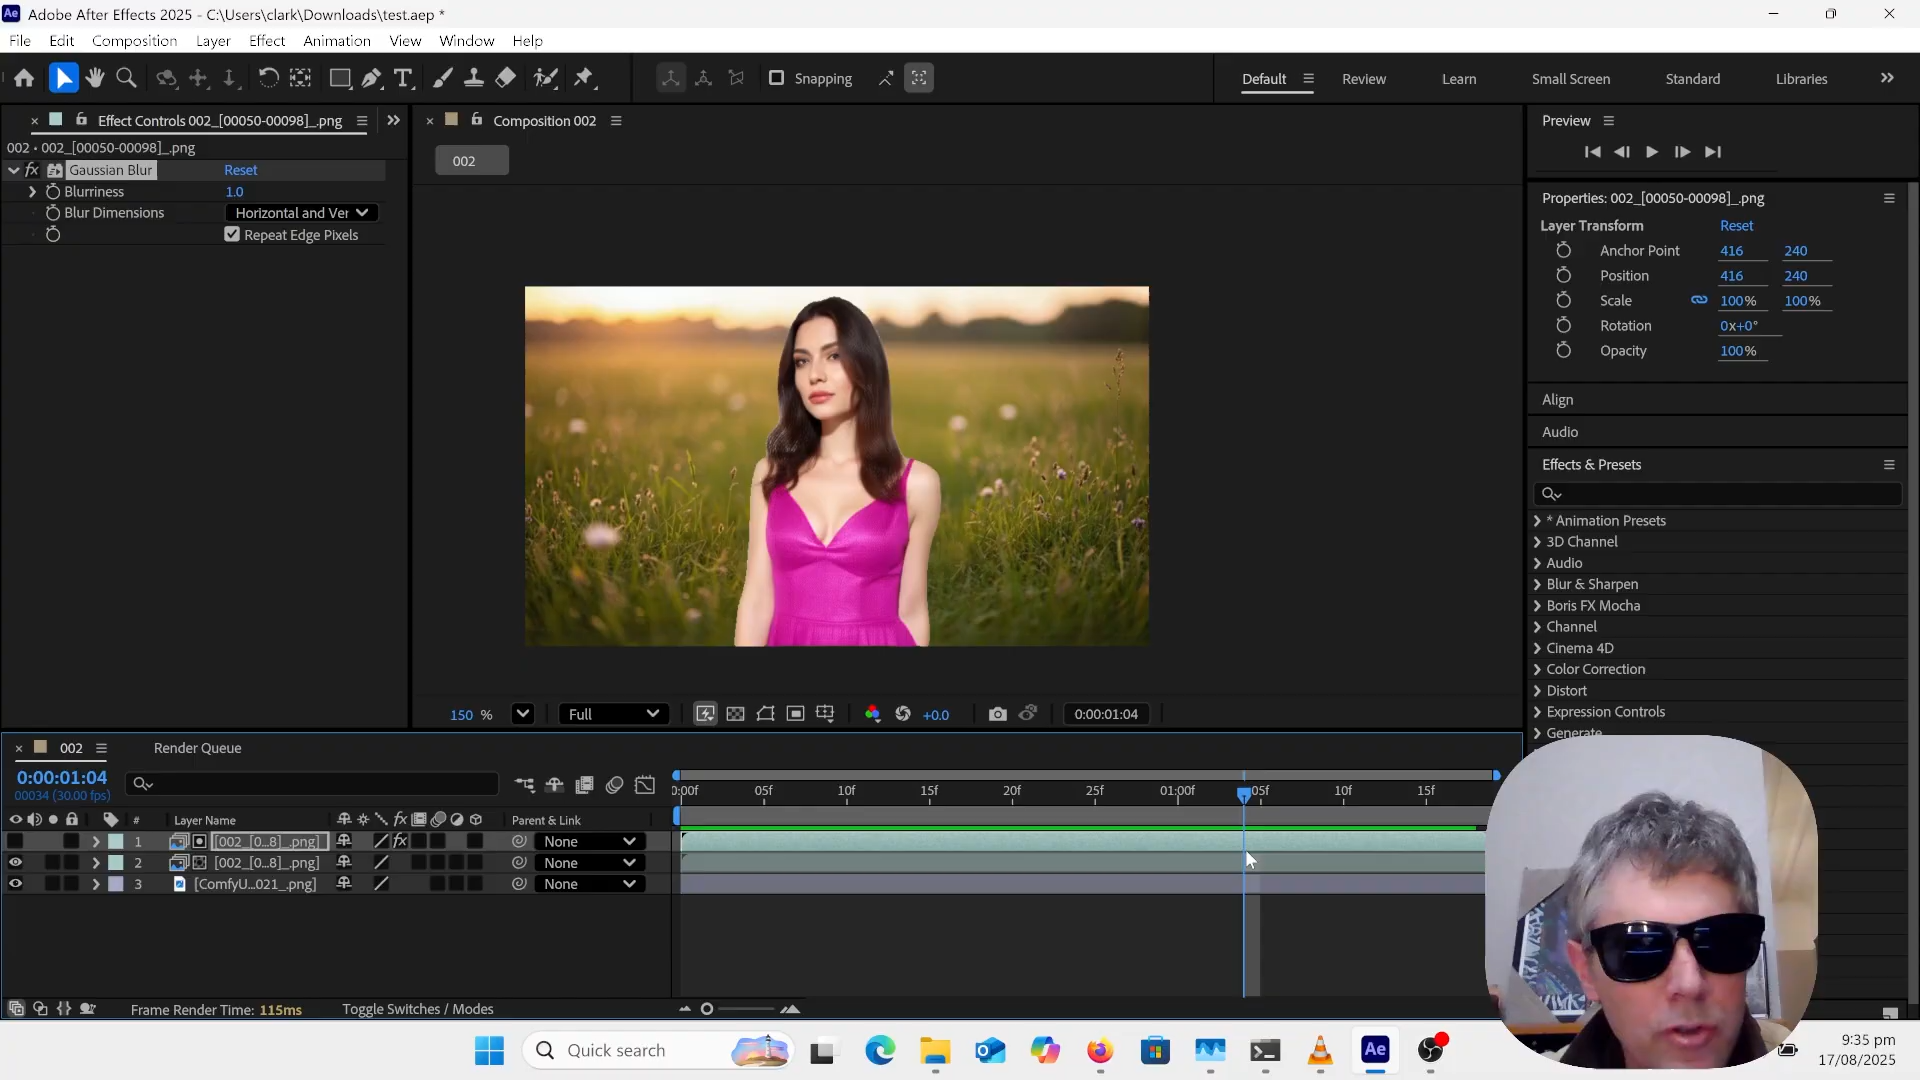 Adobe After Effects 2025 - C:\Users\clark\Downloads\test.aep *
File Edit Composition Layer Effect Animation View Window Help
Snapping
Default Review Learn Small Screen Standard Libraries
Effect Controls 002_[00050-00098]_.png
002 • 002_[00050-00098]_.png
fx Gaussian Blur Reset
Blurriness 1.0
Blur Dimensions Horizontal and Ver
Repeat Edge Pixels
Composition 002
002
150 % Full +0.0 0:00:01:04
Preview
Properties: 002_[00050-00098]_.png
Layer Transform Reset
Anchor Point 416 240
Position 416 240
Scale 100% 100%
Rotation 0x+0°
Opacity 100%
Align
Audio
Effects & Presets
* Animation Presets
3D Channel
Audio
Blur & Sharpen
Boris FX Mocha
Channel
Cinema 4D
Color Correction
Distort
Expression Controls
Generate
002 Render Queue
0:00:01:04
00034 (30.00 fps)
0:00f 05f 10f 15f 20f 25f 01:00f 05f 10f 15f
# Layer Name fx Parent & Link
1 [002_[0...8]_.png] fx None
2 [002_[0...8]_.png] None
3 [ComfyU...021_.png] None
Frame Render Time: 115ms Toggle Switches / Modes
Quick search
Ae
9:35 pm
17/08/2025